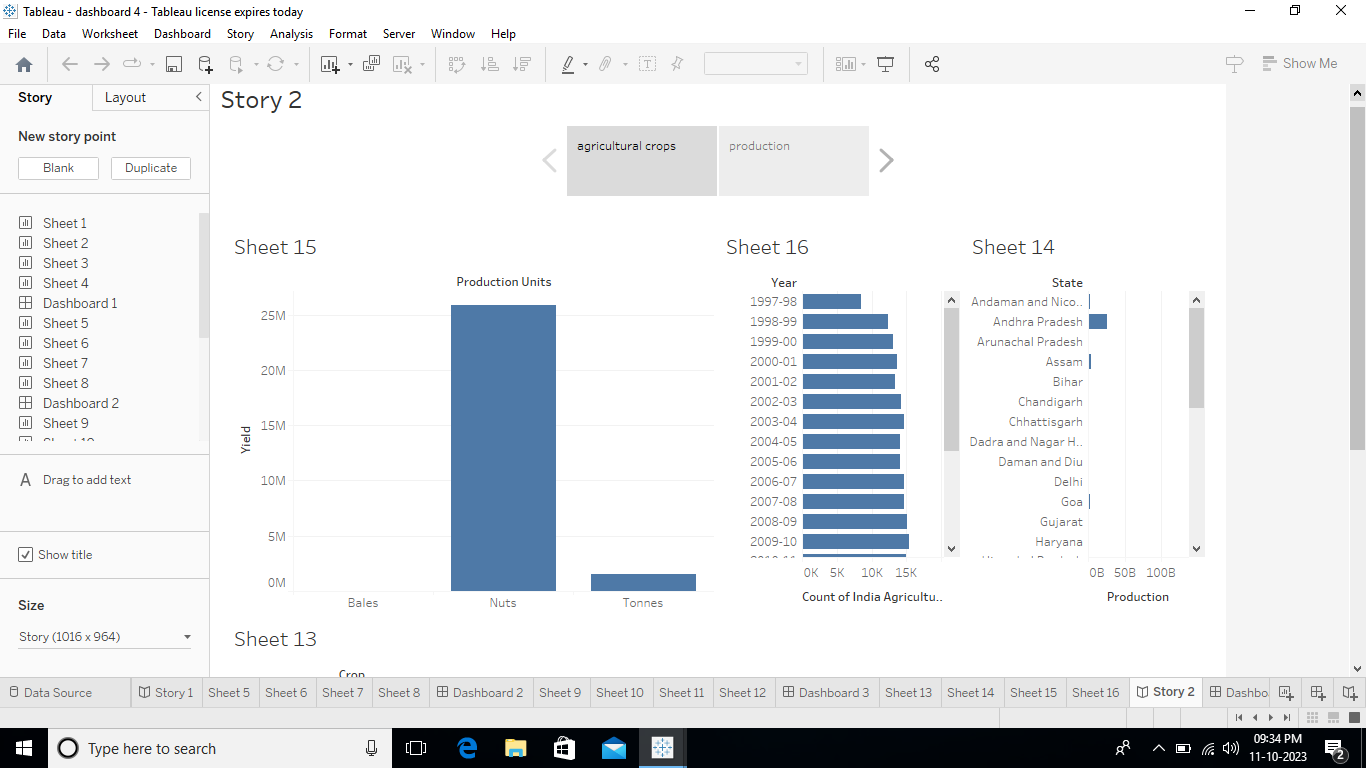 Tableau - dashboard 4 - Tableau license expires today
File Data Worksheet Dashboard Story Analysis Format Server Window Help
Show Me
Story Layout
New story point
Blank Duplicate
Sheet 1
Sheet 2
Sheet 3
Sheet 4
Dashboard 1
Sheet 5
Sheet 6
Sheet 7
Sheet 8
Dashboard 2
Sheet 9
A Drag to add text
Show title
Size
Story (1016 x 964)
Story 2
agricultural crops production
Sheet 15
Production Units
Yield
25M
20M
15M
10M
5M
0M
Bales Nuts Tonnes
Sheet 16
Year
1997-98
1998-99
1999-00
2000-01
2001-02
2002-03
2003-04
2004-05
2005-06
2006-07
2007-08
2008-09
2009-10
0K 5K 10K 15K
Count of India Agricultu..
Sheet 14
State
Andaman and Nico..
Andhra Pradesh
Arunachal Pradesh
Assam
Bihar
Chandigarh
Chhattisgarh
Dadra and Nagar H..
Daman and Diu
Delhi
Goa
Gujarat
Haryana
0B 50B 100B
Production
Sheet 13
Crop
Data Source Story 1 Sheet 5 Sheet 6 Sheet 7 Sheet 8 Dashboard 2 Sheet 9 Sheet 10 Sheet 11 Sheet 12 Dashboard 3 Sheet 13 Sheet 14 Sheet 15 Sheet 16 Story 2 Dashbo
Type here to search
09:34 PM
11-10-2023
2